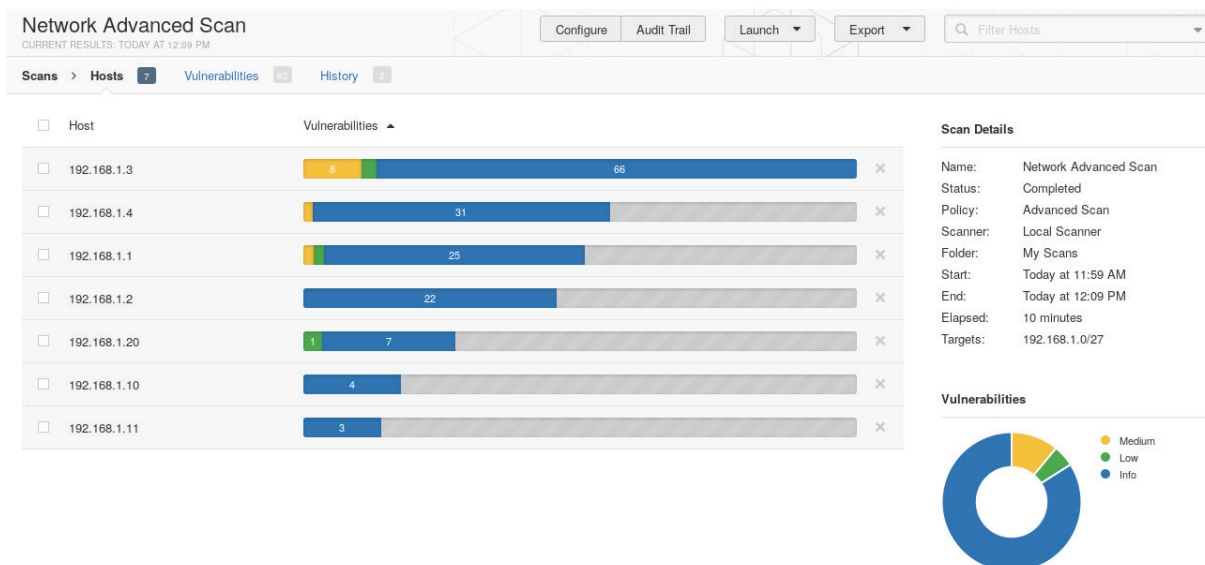 Network Advanced Scan
CURRENT RESULTS: TODAY AT 12:09 PM
Configure Audit Trail Launch Export Filter Hosts
Scans > Hosts 7 Vulnerabilities 62 History 2
Host Vulnerabilities
192.168.1.3 8 66
192.168.1.4 31
192.168.1.1 25
192.168.1.2 22
192.168.1.20 1 7
192.168.1.10 4
192.168.1.11 3
Scan Details
Name: Network Advanced Scan
Status: Completed
Policy: Advanced Scan
Scanner: Local Scanner
Folder: My Scans
Start: Today at 11:59 AM
End: Today at 12:09 PM
Elapsed: 10 minutes
Targets: 192.168.1.0/27
Vulnerabilities
Medium
Low
Info